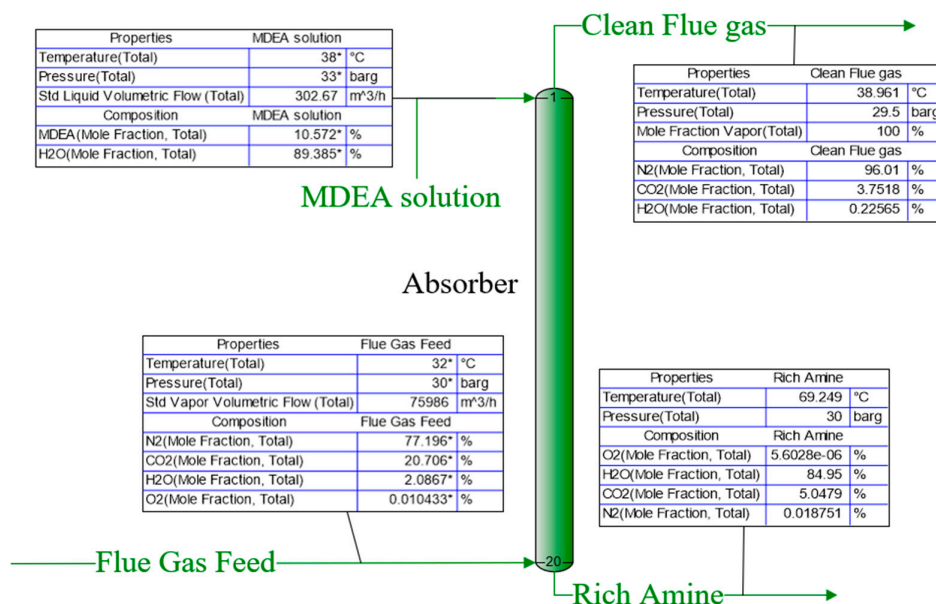 Properties MDEA solution
Temperature(Total) 38* °C
Pressure(Total) 33* barg
Std Liquid Volumetric Flow (Total) 302.67 m^3/h
Composition MDEA solution
MDEA(Mole Fraction, Total) 10.572* %
H2O(Mole Fraction, Total) 89.385* %
MDEA solution
Clean Flue gas
Properties Clean Flue gas
Temperature(Total) 38.961 °C
Pressure(Total) 29.5 barg
Mole Fraction Vapor(Total) 100 %
Composition Clean Flue gas
N2(Mole Fraction, Total) 96.01 %
CO2(Mole Fraction, Total) 3.7518 %
H2O(Mole Fraction, Total) 0.22565 %
1
Absorber
20
Properties Flue Gas Feed
Temperature(Total) 32* °C
Pressure(Total) 30* barg
Std Vapor Volumetric Flow (Total) 75986 m^3/h
Composition Flue Gas Feed
N2(Mole Fraction, Total) 77.196* %
CO2(Mole Fraction, Total) 20.706* %
H2O(Mole Fraction, Total) 2.0867* %
O2(Mole Fraction, Total) 0.010433* %
Flue Gas Feed
Properties Rich Amine
Temperature(Total) 69.249 °C
Pressure(Total) 30 barg
Composition Rich Amine
O2(Mole Fraction, Total) 5.6028e-06 %
H2O(Mole Fraction, Total) 84.95 %
CO2(Mole Fraction, Total) 5.0479 %
N2(Mole Fraction, Total) 0.018751 %
Rich Amine